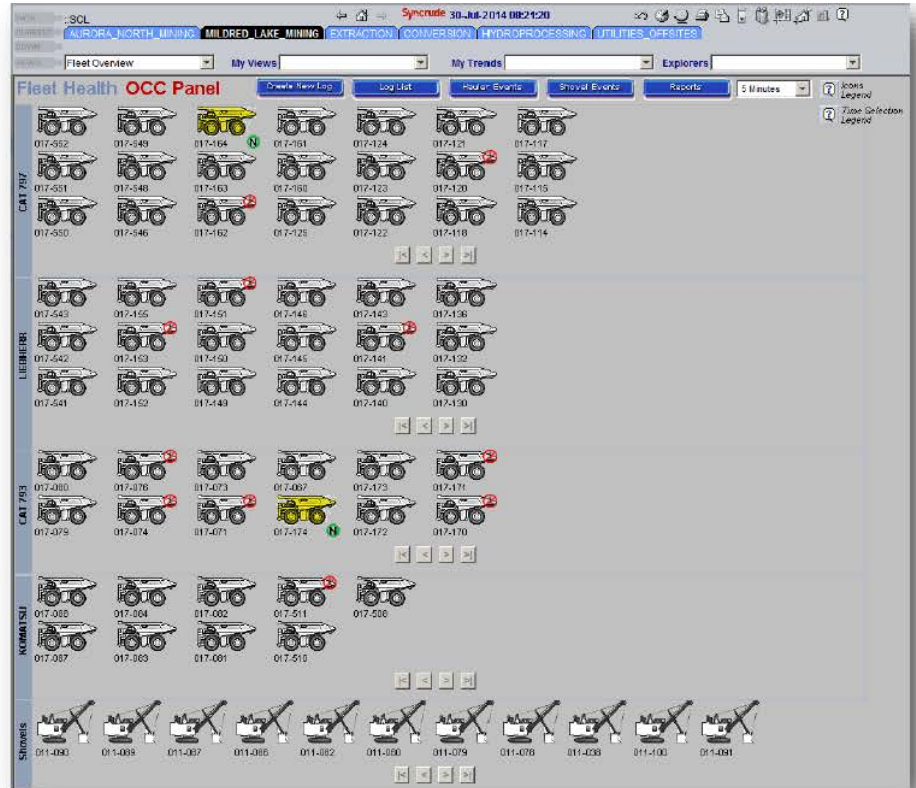 ::SCL
Syncrude 30-Jul-2014 08:21:20
AURORA_NORTH_MINING MILDRED_LAKE_MINING EXTRACTION CONVERSION HYDROPROCESSING UTILITIES_OFFSITES
Fleet Overview My Views My Trends Explorers
Fleet Health OCC Panel Create New Log Log List Hauler Events Shovel Events Reports 5 Minutes Icons Legend
Time Selection Legend
CAT 797
017-552 017-549 017-164 N 017-161 017-124 017-121 017-117
017-551 017-548 017-163 017-160 017-123 017-120 017-115
017-550 017-546 017-162 017-125 017-122 017-118 017-114
LIEBHERR
017-543 017-155 017-151 017-146 017-143 017-136
017-542 017-153 017-150 017-145 017-141 017-132
017-541 017-152 017-149 017-144 017-140 017-130
CAT 793
017-080 017-076 017-073 017-067 017-173 017-171
017-079 017-074 017-071 017-174 N 017-172 017-170
KOMATSU
017-088 017-084 017-082 017-511 017-508
017-087 017-083 017-081 017-516
Shovels
011-090 011-089 011-087 011-086 011-082 011-080 011-079 011-078 011-038 011-100 011-091